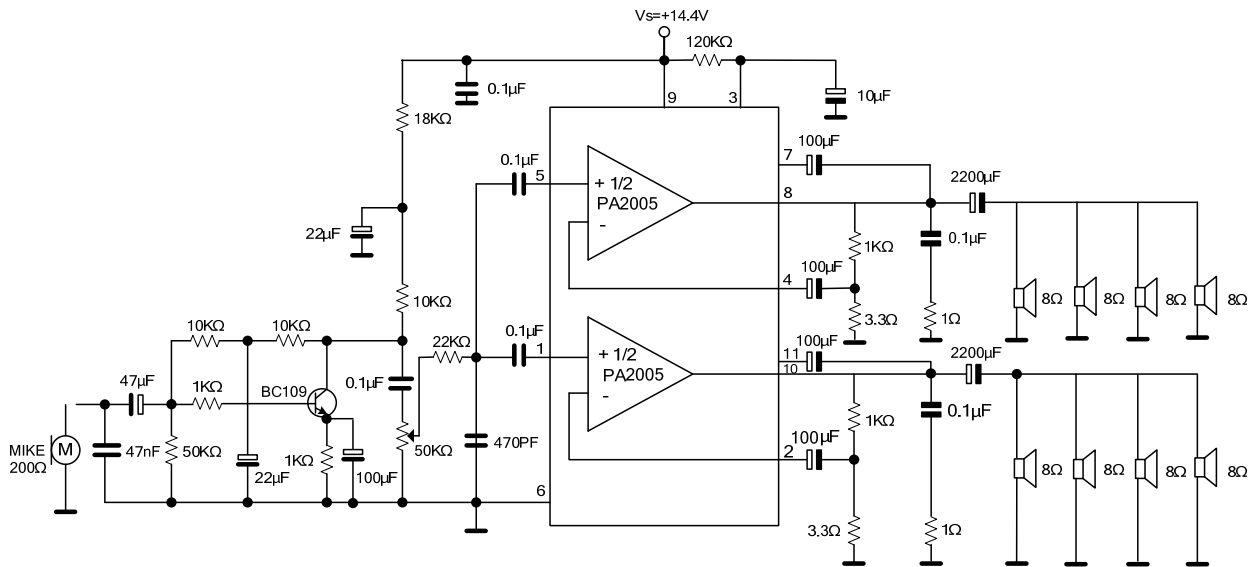 Vs=+14.4V
120KΩ
0.1µF
9
3
10µF
18KΩ
100µF
0.1µF
5
7
2200µF
+ 1/2
PA2005
-
8
22µF
0.1µF
1KΩ
100µF
4
8Ω
8Ω
8Ω
8Ω
10KΩ
3.3Ω
1Ω
10KΩ
10KΩ
22KΩ
0.1µF
1
100µF
11
2200µF
+ 1/2
PA2005
-
10
47µF
1KΩ
BC109
0.1µF
1KΩ
0.1µF
MIKE
200Ω
M
47nF
50KΩ
22µF
1KΩ
100µF
50KΩ
470PF
100µF
2
8Ω
8Ω
8Ω
8Ω
6
3.3Ω
1Ω